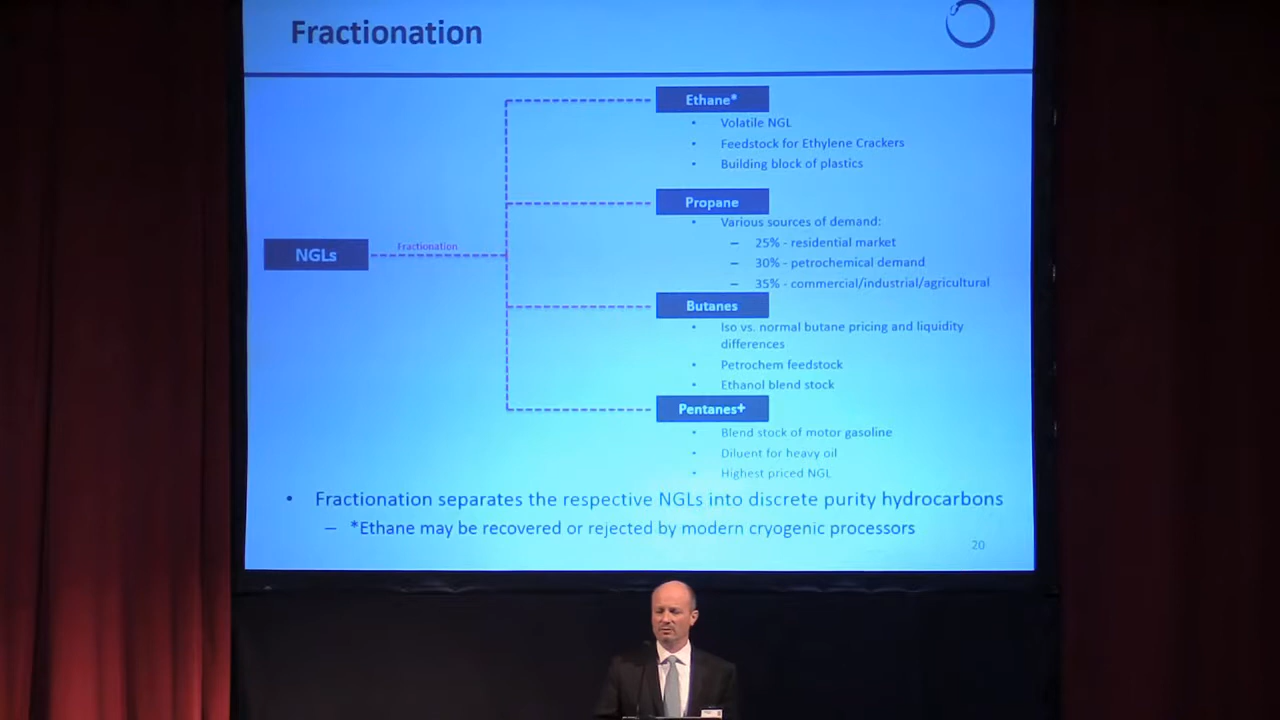 Fractionation
Ethane*
• Volatile NGL
• Feedstock for Ethylene Crackers
• Building block of plastics
Propane
• Various sources of demand:
– 25% - residential market
– 30% - petrochemical demand
– 35% - commercial/industrial/agricultural
NGLs
Fractionation
Butanes
• Iso vs. normal butane pricing and liquidity
differences
• Petrochem feedstock
• Ethanol blend stock
Pentanes+
• Blend stock of motor gasoline
• Diluent for heavy oil
• Highest priced NGL
• Fractionation separates the respective NGLs into discrete purity hydrocarbons
– *Ethane may be recovered or rejected by modern cryogenic processors
20